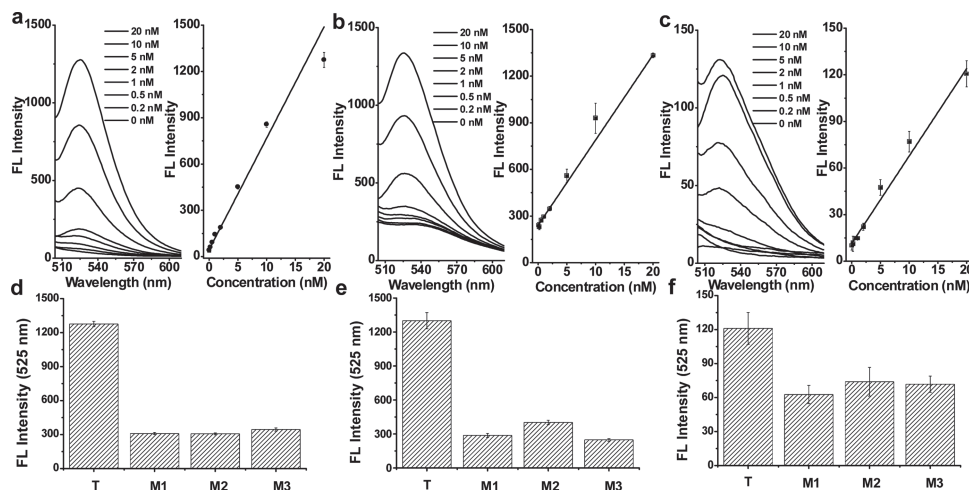 a
1500
1000
500
0
FL Intensity
510 540 570 600
Wavelength (nm)
20 nM
10 nM
5 nM
2 nM
1 nM
0.5 nM
0.2 nM
0 nM
1500
1200
900
600
300
0
FL Intensity
0 5 10 15 20
Concentration (nM)
b
1500
1000
500
0
FL Intensity
510 540 570 600
Wavelength (nm)
20 nM
10 nM
5 nM
2 nM
1 nM
0.5 nM
0.2 nM
0 nM
1500
1200
900
600
300
0
FL Intensity
0 5 10 15 20
Concentration (nM)
c
150
100
50
0
FL Intensity
510 540 570 600
Wavelength (nm)
20 nM
10 nM
5 nM
2 nM
1 nM
0.5 nM
0.2 nM
0 nM
150
120
90
60
30
0
FL Intensity
0 5 10 15 20
Concentration (nM)
d
1500
1200
900
600
300
0
FL Intensity (525 nm)
T M1 M2 M3
e
1500
1200
900
600
300
0
FL Intensity (525 nm)
T M1 M2 M3
f
150
120
90
60
30
0
FL Intensity (525 nm)
T M1 M2 M3